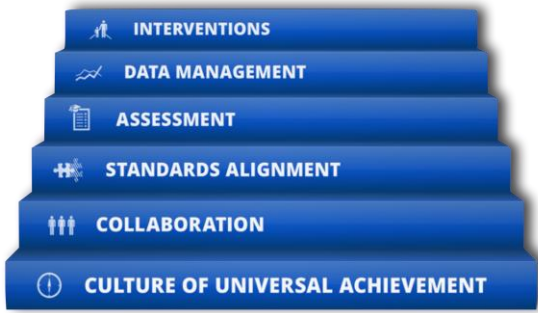 INTERVENTIONS
DATA MANAGEMENT
ASSESSMENT
STANDARDS ALIGNMENT
COLLABORATION
CULTURE OF UNIVERSAL ACHIEVEMENT